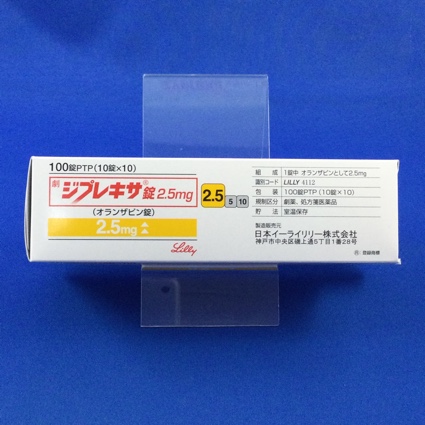 100錠PTP(10錠×10)
劇 ジプレキサ®錠2.5mg
(オランザピン錠)
2.5mg
2.5 5 10
Lilly
組成 1錠中 オランザピンとして2.5mg
識別コード LILLY 4112
包装 100錠PTP(10錠×10)
規制区分 劇薬、処方箋医薬品
貯法 室温保存
製造販売元
日本イーライリリー株式会社
神戸市中央区磯上通5丁目1番28号
®:登録商標